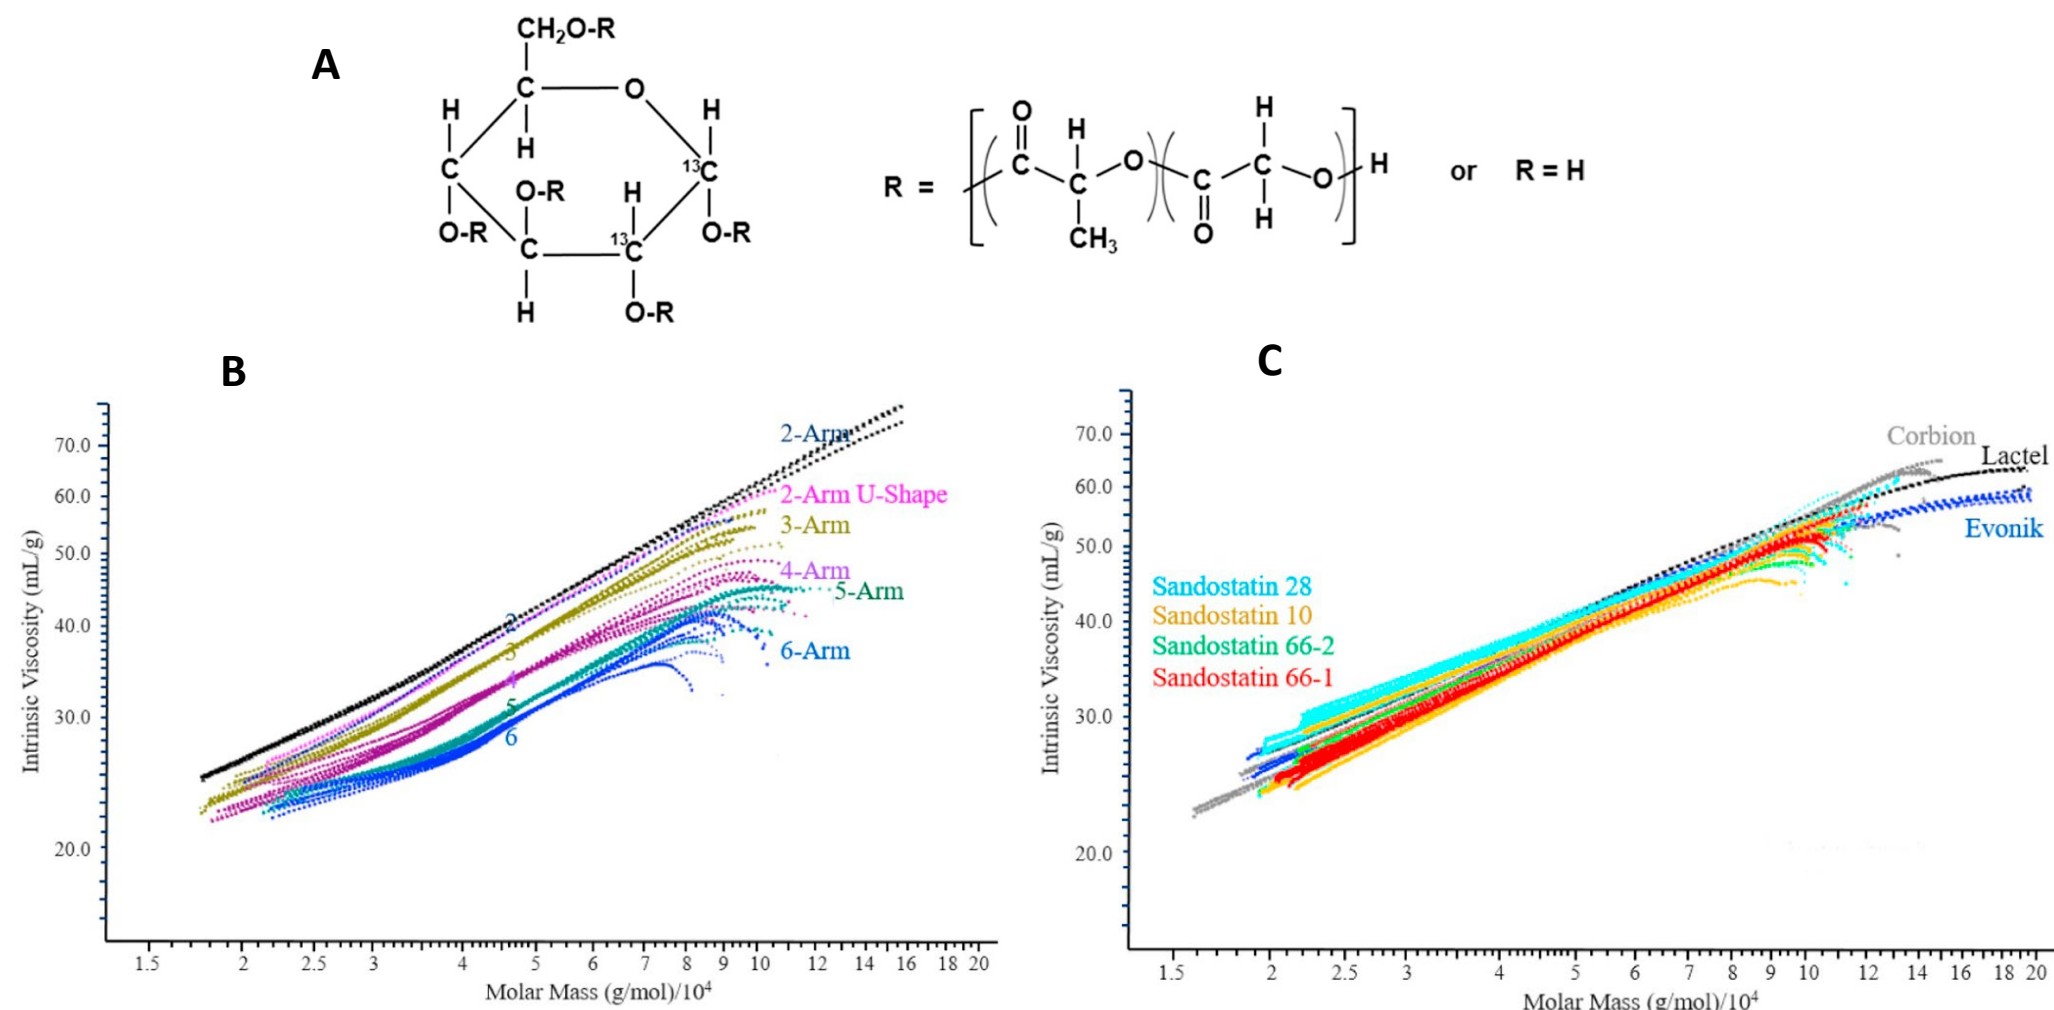 A
CH₂O-R
C
O
H
H
H
C
¹³C
O-R
H
O-R
O-R
C
¹³C
H
O-R
R =
O
C
H
C
CH₃
O
C
O
H
C
H
O
H
or
R = H
B
70.0
60.0
50.0
40.0
30.0
20.0
Intrinsic Viscosity (mL/g)
2-Arm
2-Arm U-Shape
3-Arm
4-Arm
5-Arm
6-Arm
2
3
4
5
6
1.5 2 2.5 3 4 5 6 7 8 9 10 12 14 16 18 20
Molar Mass (g/mol)/10⁴
C
70.0
60.0
50.0
40.0
30.0
20.0
Intrinsic Viscosity (mL/g)
Corbion
Lactel
Evonik
Sandostatin 28
Sandostatin 10
Sandostatin 66-2
Sandostatin 66-1
1.5 2 2.5 3 4 5 6 7 8 9 10 12 14 16 18 20
Molar Mass (g/mol)/10⁴